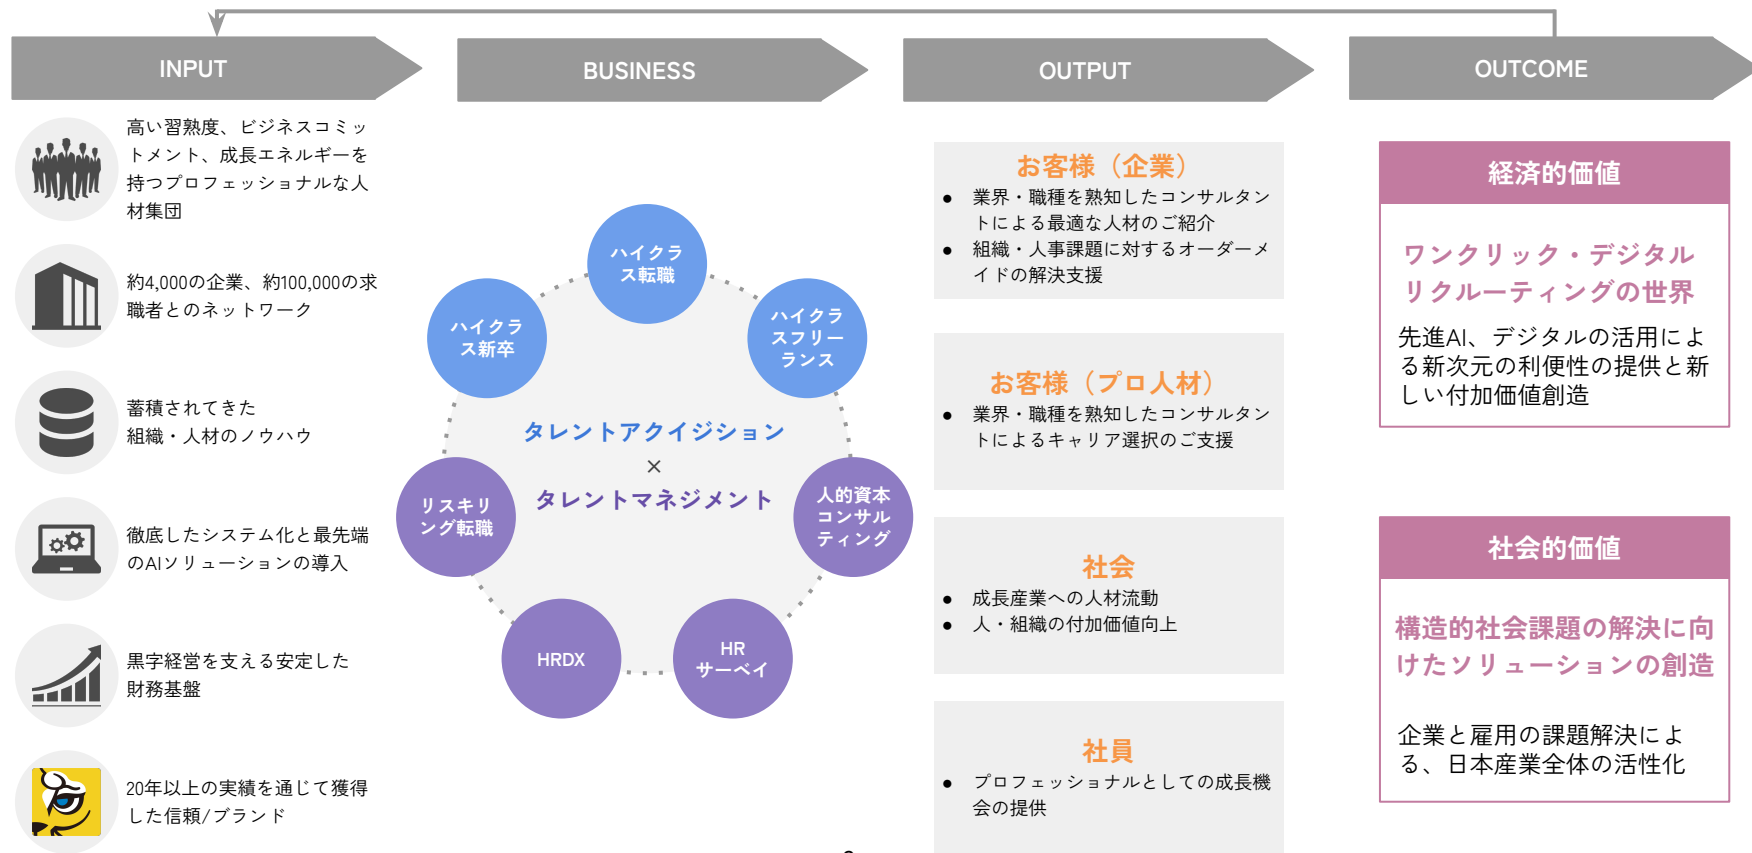 INPUT
BUSINESS
OUTPUT
OUTCOME
高い習熟度、ビジネスコミッ
トメント、成長エネルギーを
持つプロフェッショナルな人
材集団
約4,000の企業、約100,000の求
職者とのネットワーク
蓄積されてきた
組織・人材のノウハウ
徹底したシステム化と最先端
のAIソリューションの導入
黒字経営を支える安定した
財務基盤
20年以上の実績を通じて獲得
した信頼/ブランド
ハイクラ
ス転職
ハイクラ
ス新卒
ハイクラ
スフリー
ランス
タレントアクイジション
×
タレントマネジメント
リスキリ
ング転職
人的資本
コンサル
ティング
HRDX
HR
サーベイ
お客様（企業）
● 業界・職種を熟知したコンサルタン
トによる最適な人材のご紹介
● 組織・人事課題に対するオーダーメ
イドの解決支援
お客様（プロ人材）
● 業界・職種を熟知したコンサルタン
トによるキャリア選択のご支援
社会
● 成長産業への人材流動
● 人・組織の付加価値向上
社員
● プロフェッショナルとしての成長機
会の提供
経済的価値
ワンクリック・デジタル
リクルーティングの世界
先進AI、デジタルの活用によ
る新次元の利便性の提供と新
しい付加価値創造
社会的価値
構造的社会課題の解決に向
けたソリューションの創造
企業と雇用の課題解決によ
る、日本産業全体の活性化